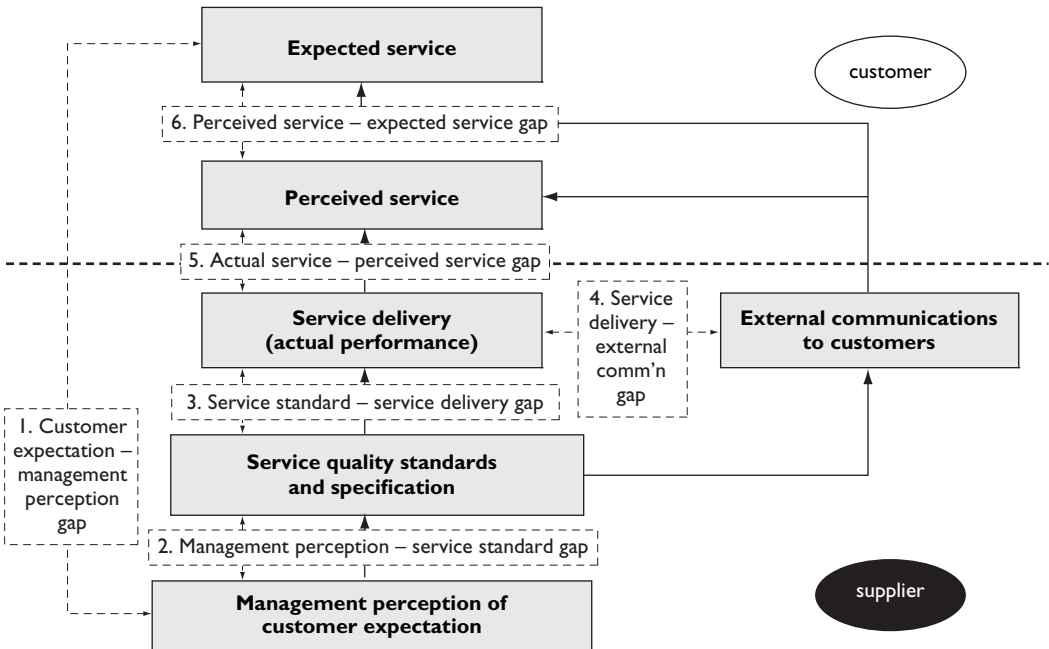 Expected service
customer
6. Perceived service – expected service gap
Perceived service
5. Actual service – perceived service gap
Service delivery
(actual performance)
4. Service
delivery –
external
comm’n
gap
External communications
to customers
3. Service standard – service delivery gap
1. Customer
expectation –
management
perception
gap
Service quality standards
and specification
2. Management perception – service standard gap
Management perception of
customer expectation
supplier